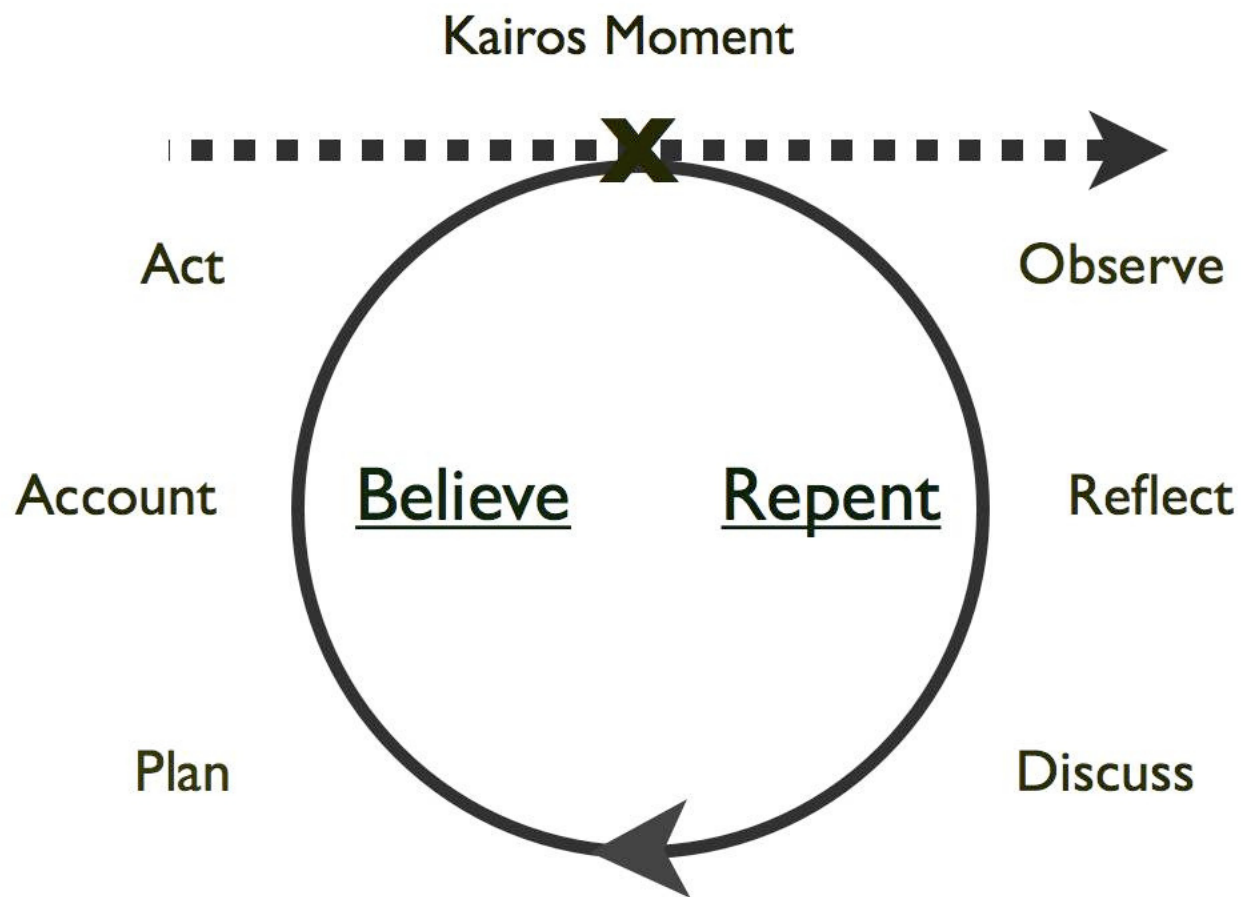 Kairos Moment
X
Act
Observe
Account
Believe
Repent
Reflect
Plan
Discuss